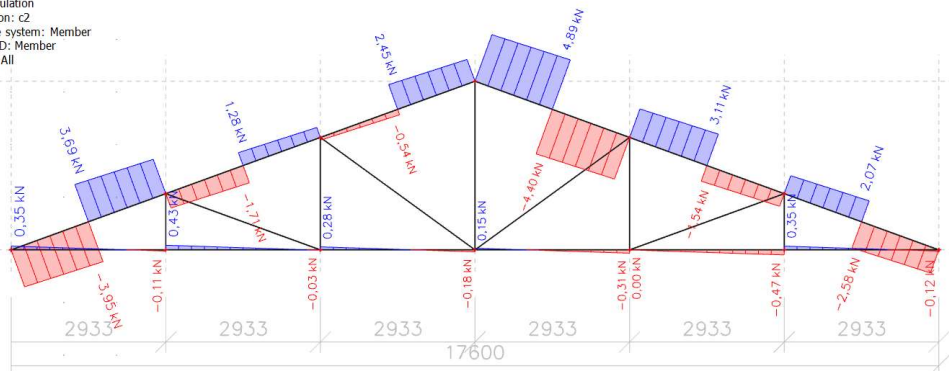 on: c2
system: Member
D: Member
All
4,89 kN
2,45 kN
1,28 kN
3,11 kN
3,69 kN
-0,54 kN
2,07 kN
-4,40 kN
-1,71 kN
0,35 kN
0,43 kN
0,28 kN
0,15 kN
0,35 kN
-3,95 kN
-0,11 kN
-0,03 kN
-0,18 kN
-0,31 kN
0,00 kN
-0,47 kN
-2,58 kN
-0,12 kN
2933
2933
2933
2933
2933
2933
17600